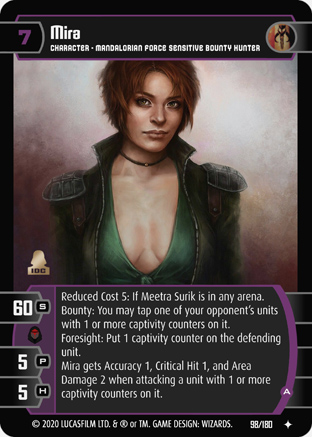 7 Mira
CHARACTER • MANDALORIAN FORCE SENSITIVE BOUNTY HUNTER
IDC
60 S
Reduced Cost 5: If Meetra Surik is in any arena.
Bounty: You may tap one of your opponent's units
with 1 or more captivity counters on it.
Foresight: Put 1 captivity counter on the defending
unit.
5 P
Mira gets Accuracy 1, Critical Hit 1, and Area
Damage 2 when attacking a unit with 1 or more
5 H
captivity counters on it.
A
© 2020 LUCASFILM LTD. & ® OR TM. GAME DESIGN: WIZARDS. 98/180